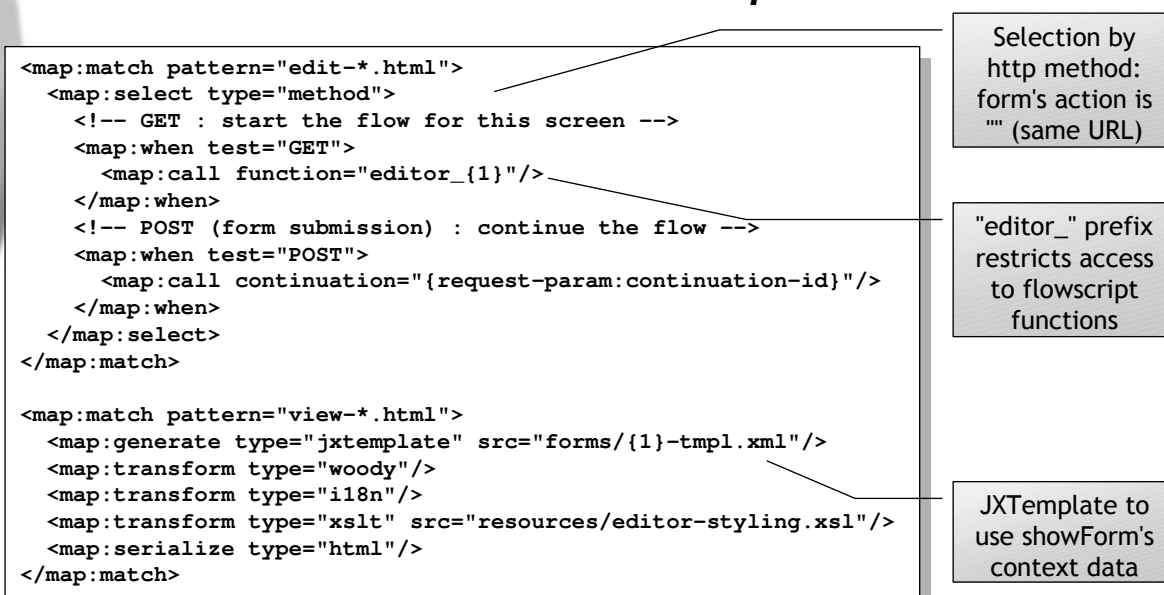 <map:match pattern="edit-*.html">
<map:select type="method">
<!-- GET : start the flow for this screen -->
<map:when test="GET">
<map:call function="editor_{1}"/>
</map:when>
<!-- POST (form submission) : continue the flow -->
<map:when test="POST">
<map:call continuation="{request-param:continuation-id}"/>
</map:when>
</map:select>
</map:match>
<map:match pattern="view-*.html">
<map:generate type="jxtemplate" src="forms/{1}-tmpl.xml"/>
<map:transform type="woody"/>
<map:transform type="i18n"/>
<map:transform type="xslt" src="resources/editor-styling.xsl"/>
<map:serialize type="html"/>
</map:match>
Selection by
http method:
form's action is
"" (same URL)
"editor_" prefix
restricts access
to flowscript
functions
JXTemplate to
use showForm's
context data